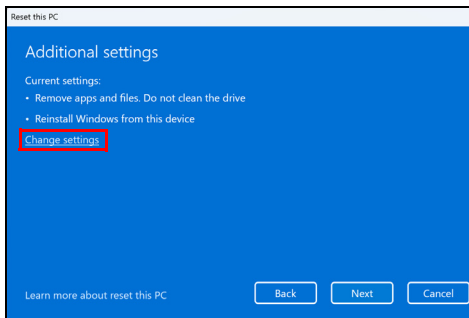 Reset this PC
Additional settings
Current settings:
• Remove apps and files. Do not clean the drive
• Reinstall Windows from this device
Change settings
Learn more about reset this PC
Back
Next
Cancel